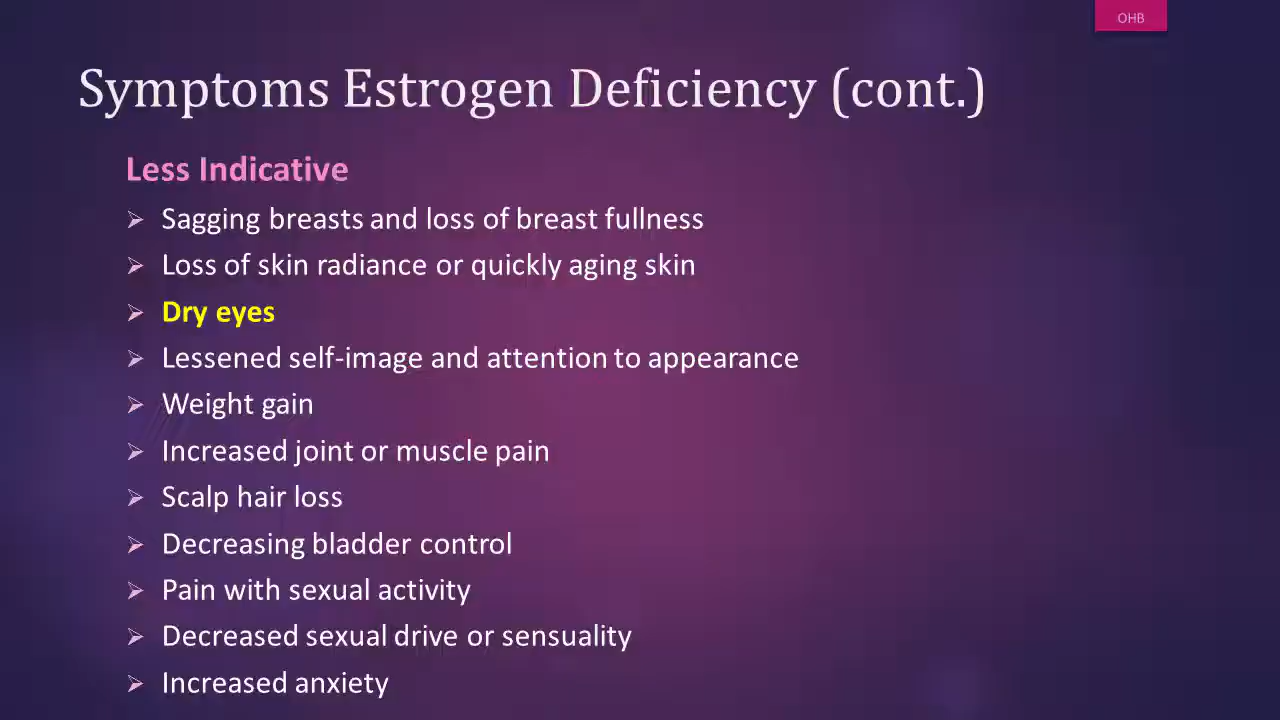 OHB
Symptoms Estrogen Deficiency (cont.)
Less Indicative
➢ Sagging breasts and loss of breast fullness
➢ Loss of skin radiance or quickly aging skin
➢ Dry eyes
➢ Lessened self-image and attention to appearance
➢ Weight gain
➢ Increased joint or muscle pain
➢ Scalp hair loss
➢ Decreasing bladder control
➢ Pain with sexual activity
➢ Decreased sexual drive or sensuality
➢ Increased anxiety